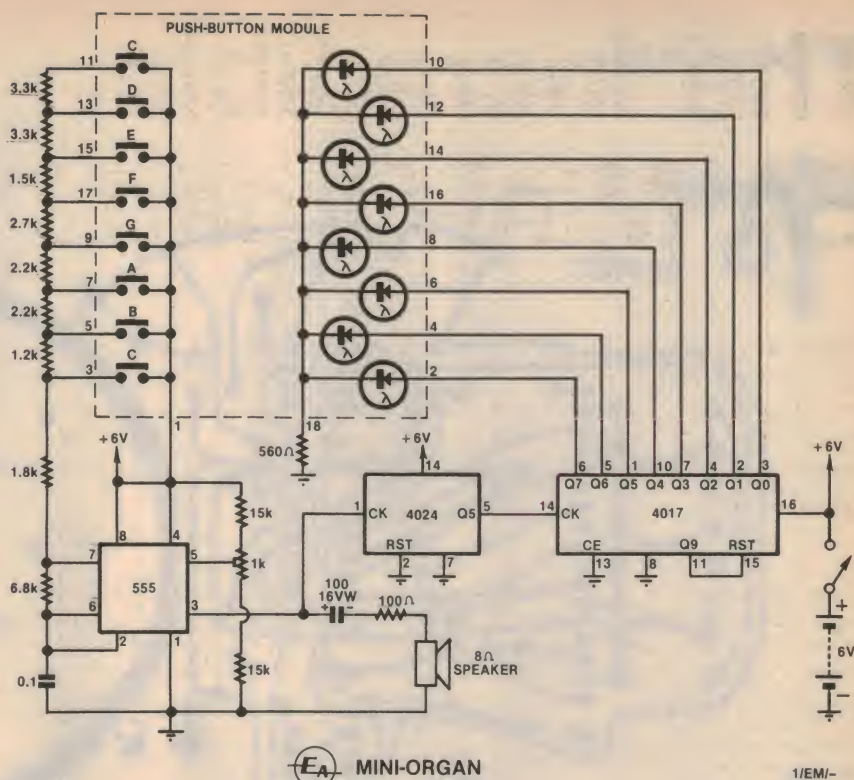 PUSH-BUTTON MODULE
C
11
10
3.3k
D
13
12
3.3k
E
15
14
1.5k
F
17
16
2.7k
G
9
8
2.2k
A
7
6
2.2k
B
5
4
1.2k
C
3
2
1
18
+6V
560Ω
+6V
+6V
1.8k
14
6 5 1 10 7 4 2 3
Q7 Q6 Q5 Q4 Q3 Q2 Q1 Q0
15k
8 4
1 CK 4024 Q5 5
14 CK 4017 16
7 5
1k
RST
2 7
CE Q9 RST
13 8 11 15
6.8k
555
6 3
100
16VW
+ -
100Ω
2 1
15k
8Ω
SPEAKER
+
6V
-
0.1
EA MINI-ORGAN
1/EM/-